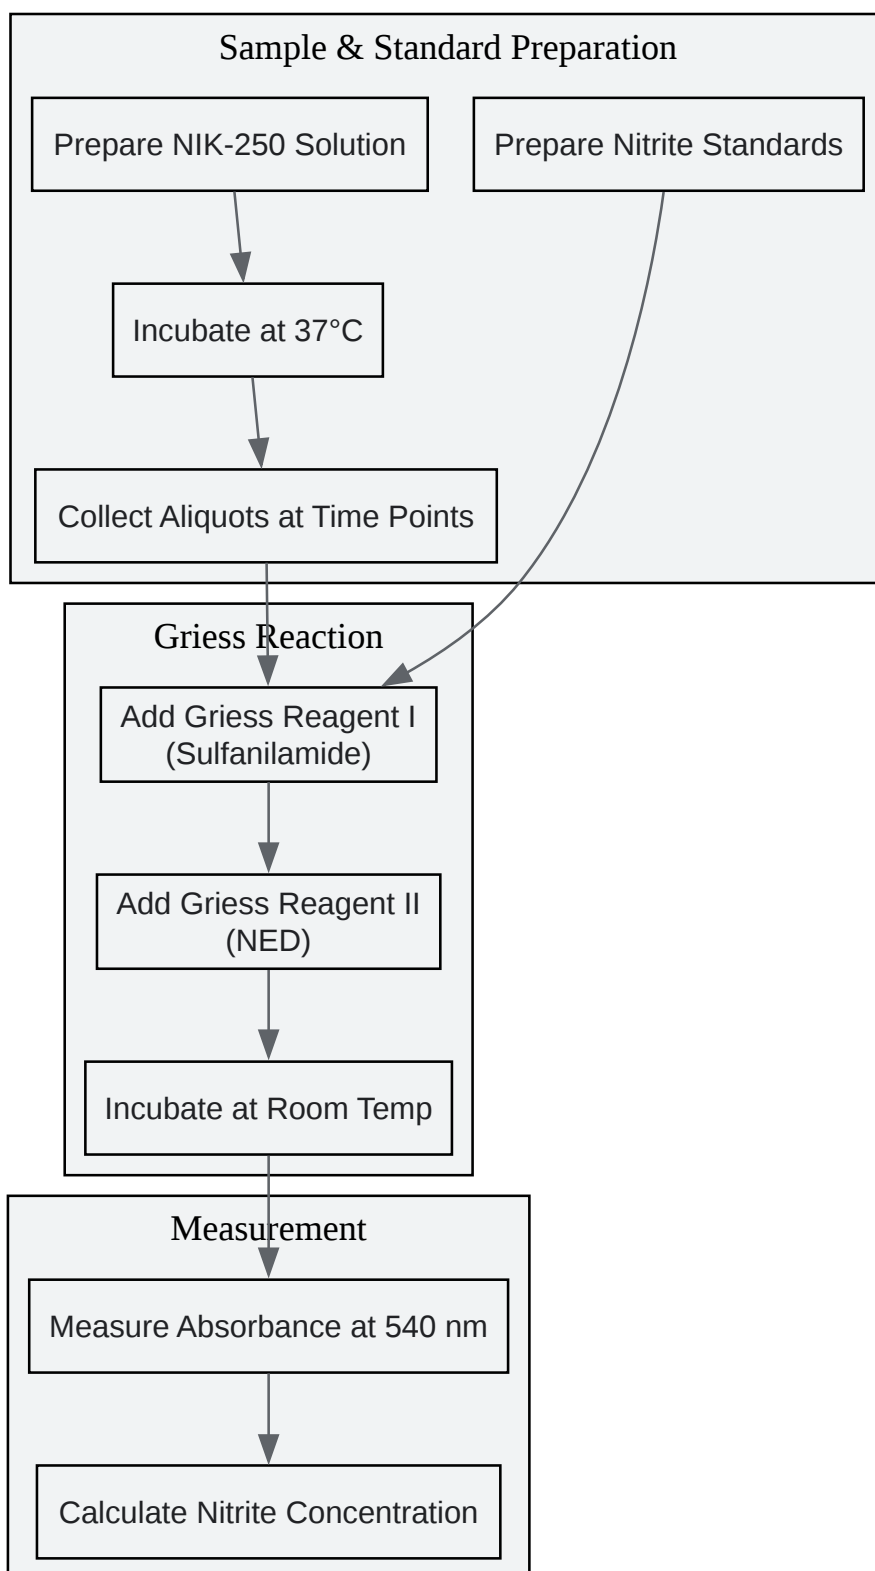 Sample & Standard Preparation
Prepare NIK-250 Solution
Prepare Nitrite Standards
Incubate at 37°C
Collect Aliquots at Time Points
Griess Reaction
Add Griess Reagent I
(Sulfanilamide)
Add Griess Reagent II
(NED)
Incubate at Room Temp
Measurement
Measure Absorbance at 540 nm
Calculate Nitrite Concentration